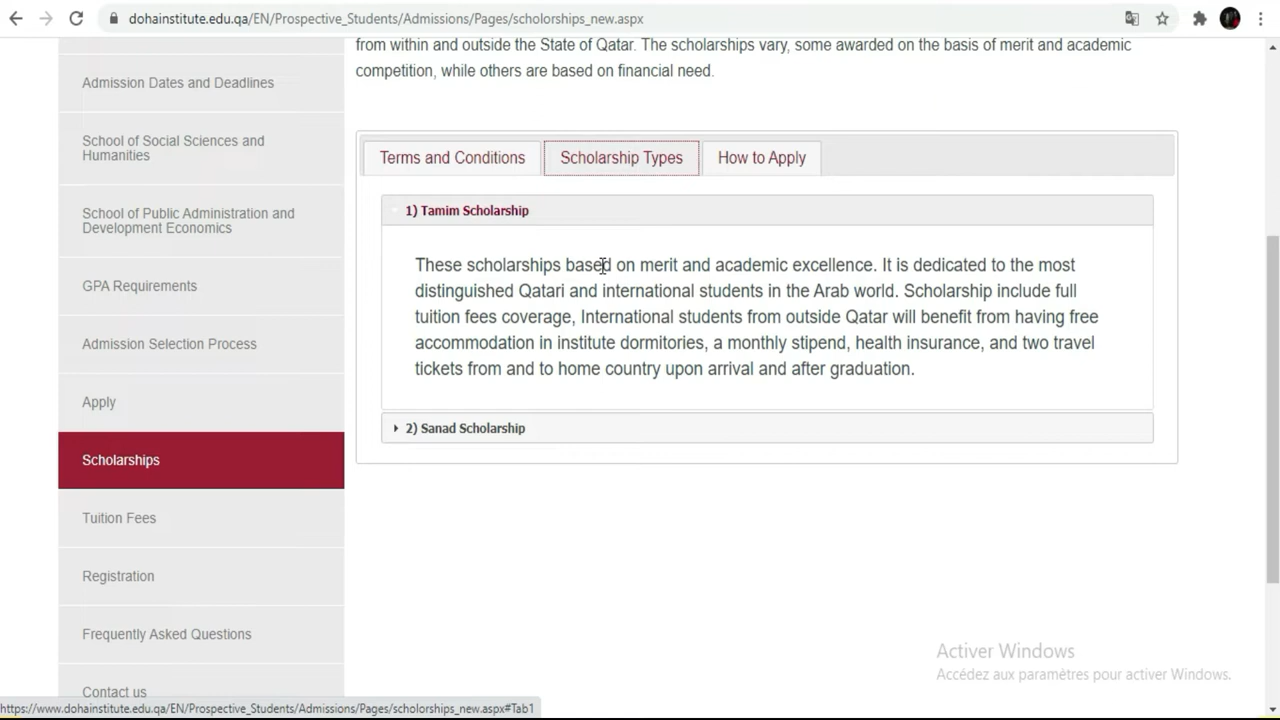 dohainstitute.edu.qa/EN/Prospective_Students/Admissions/Pages/scholorships_new.aspx
from within and outside the State of Qatar. The scholarships vary, some awarded on the basis of merit and academic
competition, while others are based on financial need.
Admission Dates and Deadlines
School of Social Sciences and
Humanities
School of Public Administration and
Development Economics
GPA Requirements
Admission Selection Process
Apply
Scholarships
Tuition Fees
Registration
Frequently Asked Questions
Contact us
Terms and Conditions
Scholarship Types
How to Apply
1) Tamim Scholarship
These scholarships based on merit and academic excellence. It is dedicated to the most
distinguished Qatari and international students in the Arab world. Scholarship include full
tuition fees coverage, International students from outside Qatar will benefit from having free
accommodation in institute dormitories, a monthly stipend, health insurance, and two travel
tickets from and to home country upon arrival and after graduation.
2) Sanad Scholarship
Activer Windows
Accédez aux paramètres pour activer Windows.
https://www.dohainstitute.edu.qa/EN/Prospective_Students/Admissions/Pages/scholorships_new.aspx#Tab1